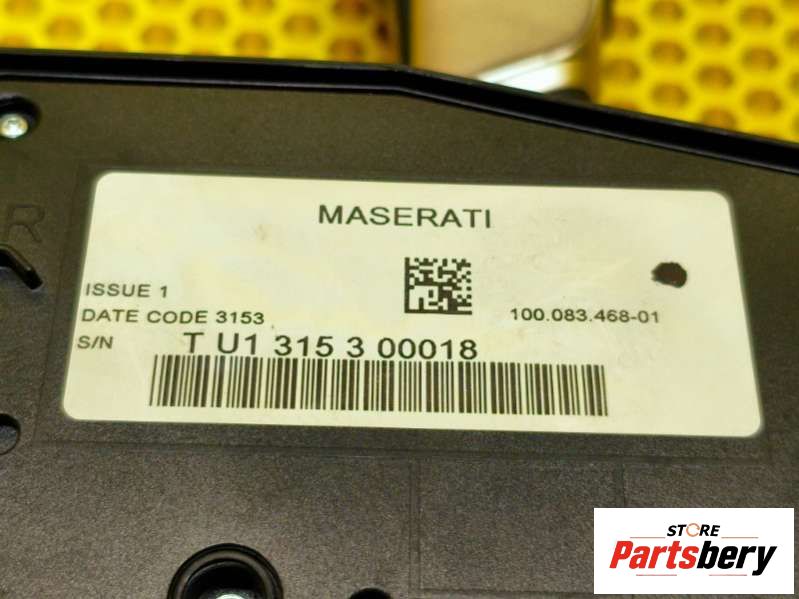 MASERATI
ISSUE 1
DATE CODE 3153
100.083.468-01
S/N T U1 315 3 00018
R
STORE
Partsbery